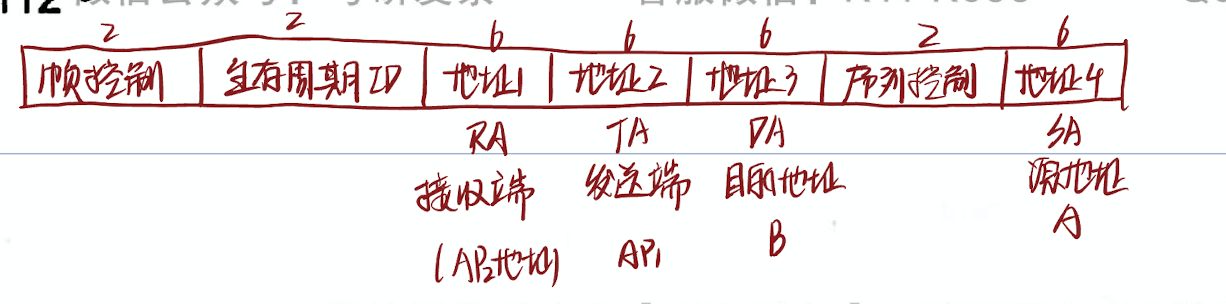 2 2 6 6 6 2 6
帧控制 生存周期ID 地址1 地址2 地址3 序列控制 地址4
RA TA DA SA
接收端 发送端 目的地址 源地址
(AP2地址) AP1 B A